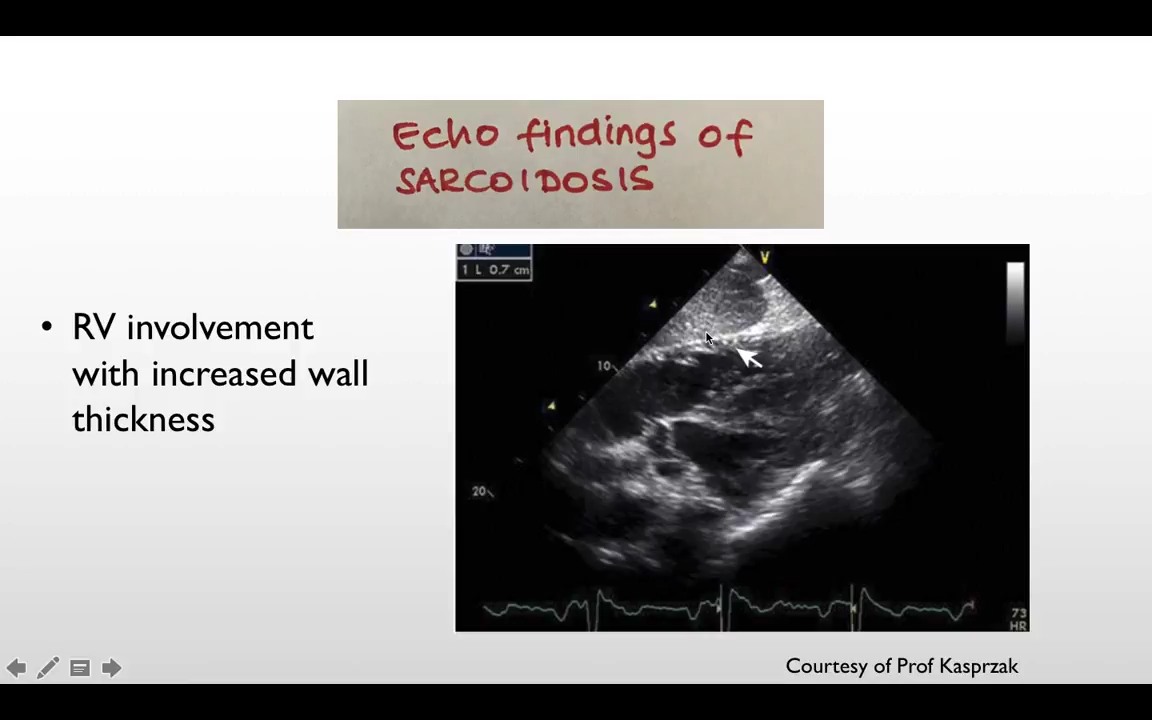 Echo findings of
SARCOIDOSIS
• RV involvement
with increased wall
thickness
V
1 L 0.7 cm
10
20
73
HR
Courtesy of Prof Kasprzak